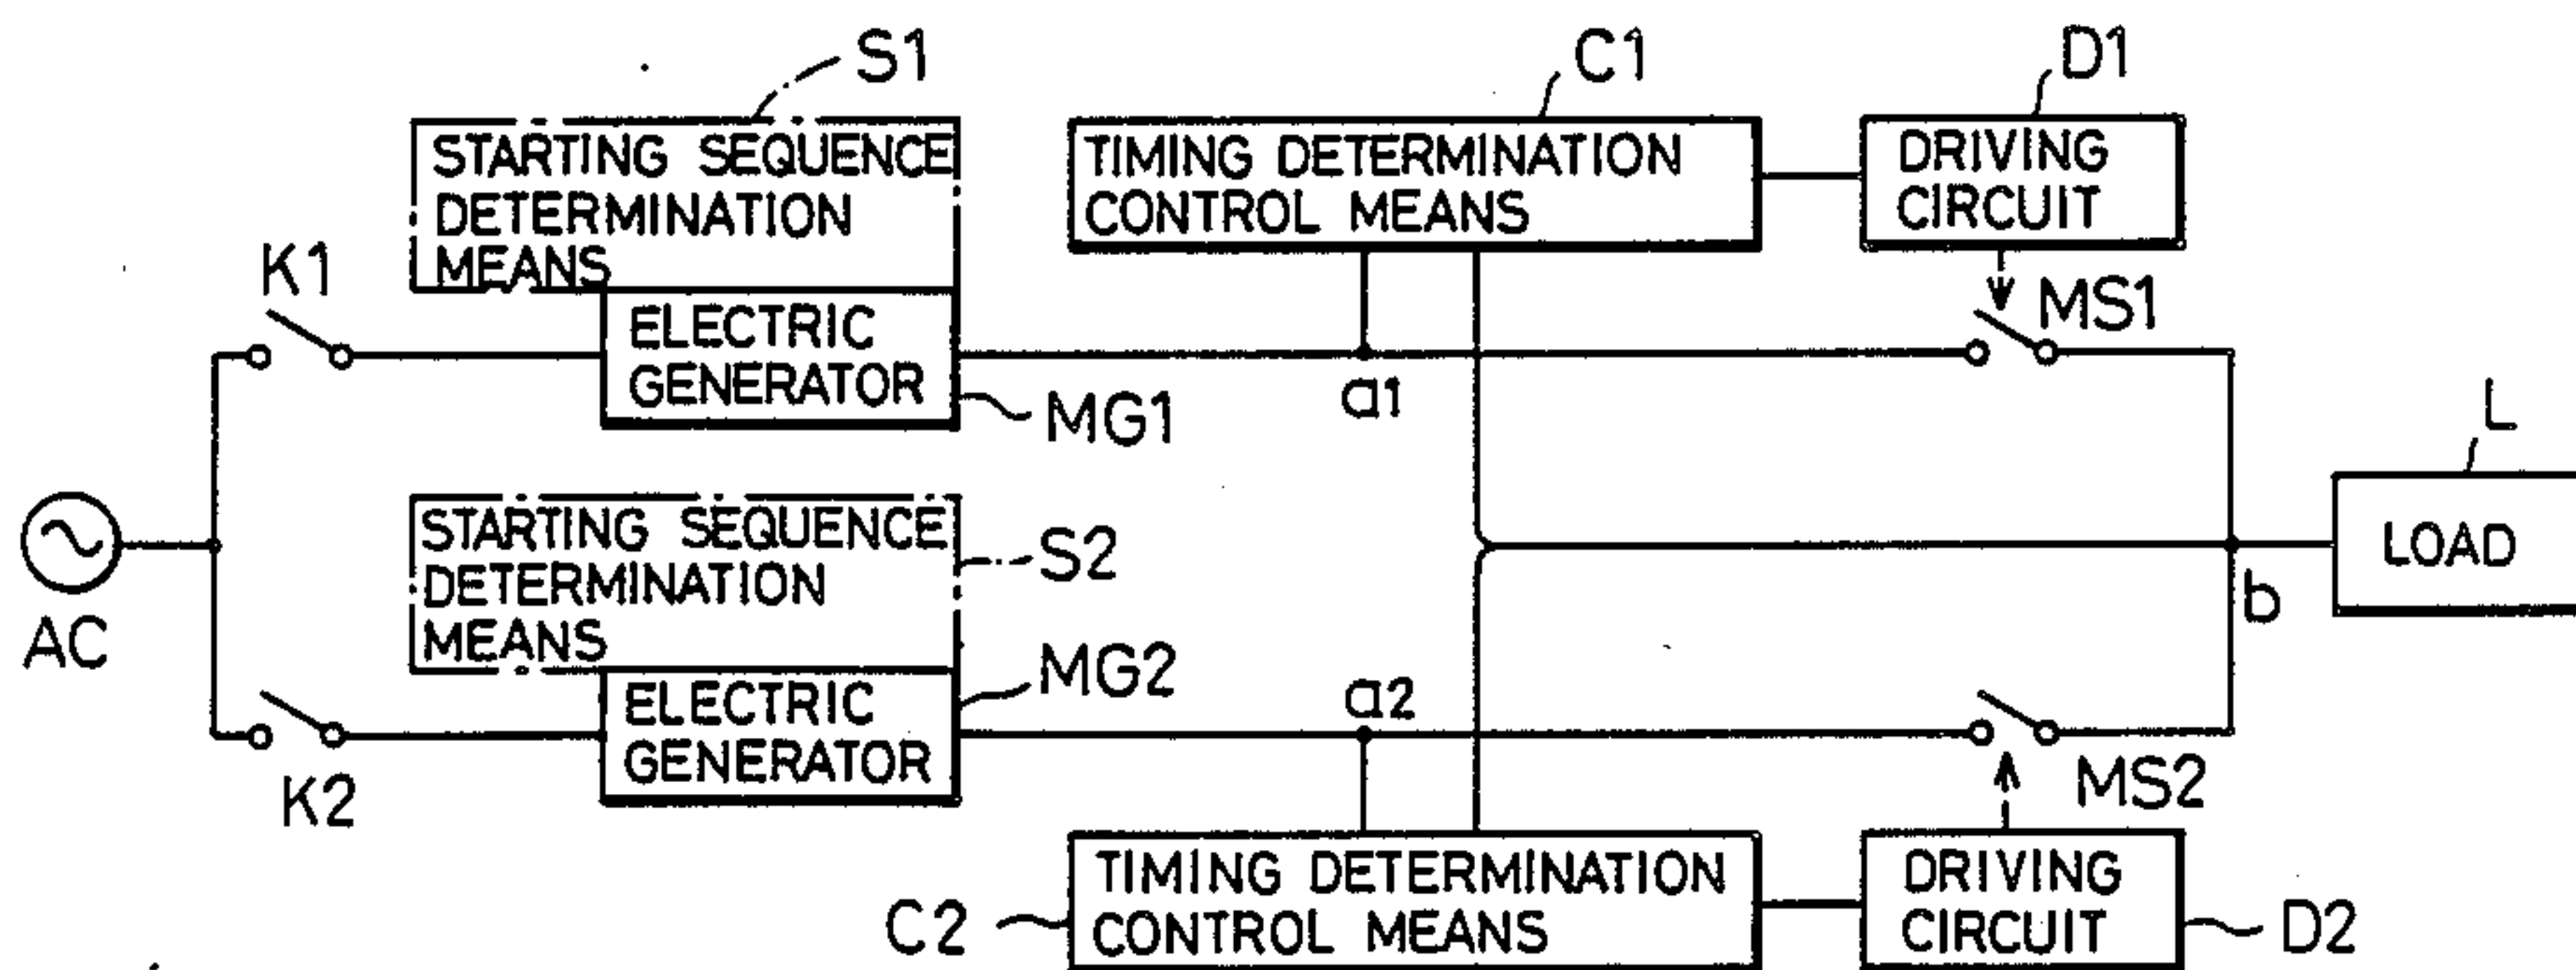 S1
C1
D1
STARTING SEQUENCE
DETERMINATION
MEANS
TIMING DETERMINATION
CONTROL MEANS
DRIVING
CIRCUIT
K1
ELECTRIC
GENERATOR
MS1
a1
MG1
L
STARTING SEQUENCE
DETERMINATION
MEANS
S2
LOAD
AC
b
MG2
ELECTRIC
GENERATOR
a2
K2
MS2
TIMING DETERMINATION
CONTROL MEANS
DRIVING
CIRCUIT
C2
D2